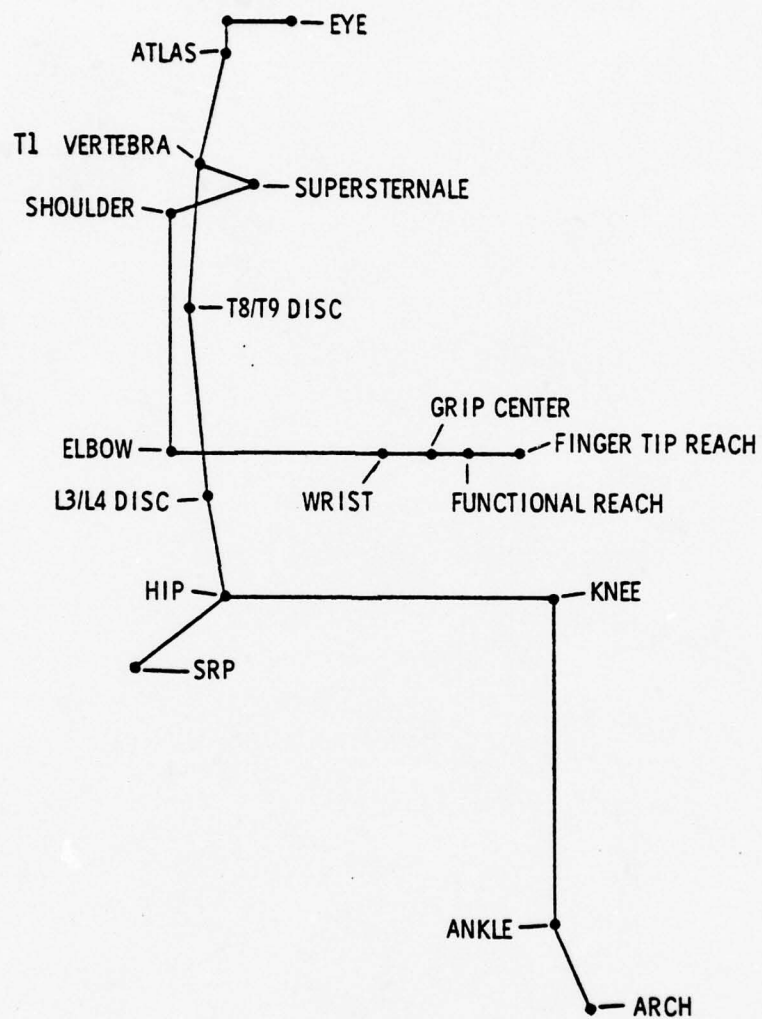 EYE
ATLAS
T1 VERTEBRA
SUPERSTERNALE
SHOULDER
T8/T9 DISC
GRIP CENTER
ELBOW
FINGER TIP REACH
L3/L4 DISC
WRIST
FUNCTIONAL REACH
HIP
KNEE
SRP
ANKLE
ARCH